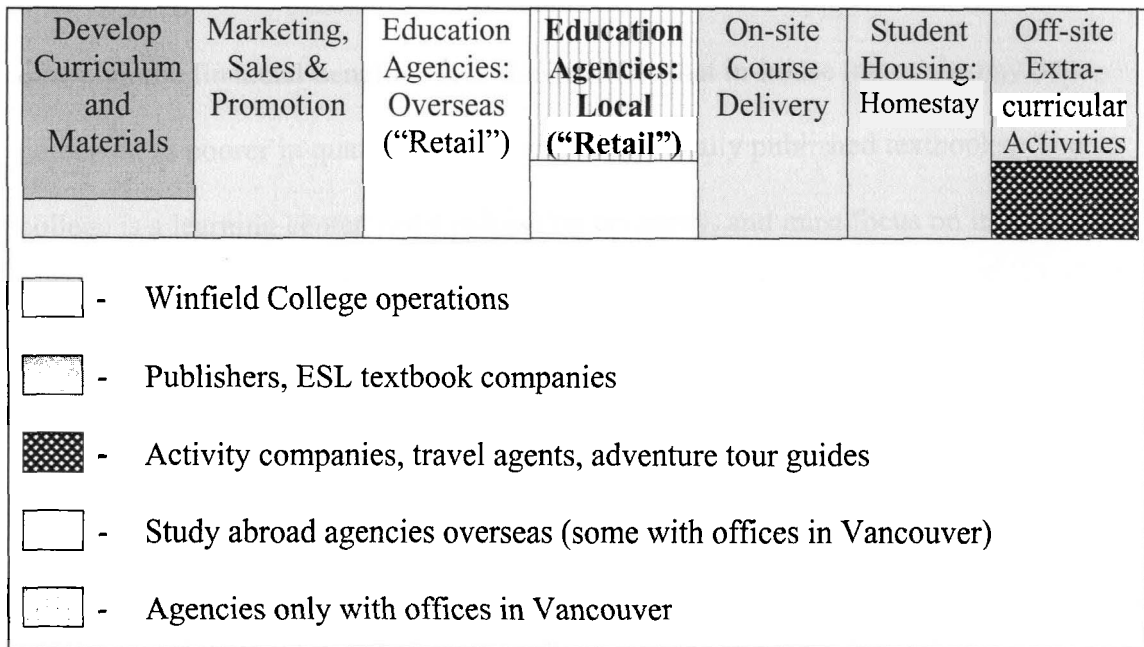 Develop
Curriculum
and
Materials
Marketing,
Sales &
Promotion
Education
Agencies:
Overseas
(“Retail”)
Education
Agencies:
Local
(“Retail”)
On-site
Course
Delivery
Student
Housing:
Homestay
Off-site
Extra-
curricular
Activities
- Winfield College operations
- Publishers, ESL textbook companies
- Activity companies, travel agents, adventure tour guides
- Study abroad agencies overseas (some with offices in Vancouver)
- Agencies only with offices in Vancouver